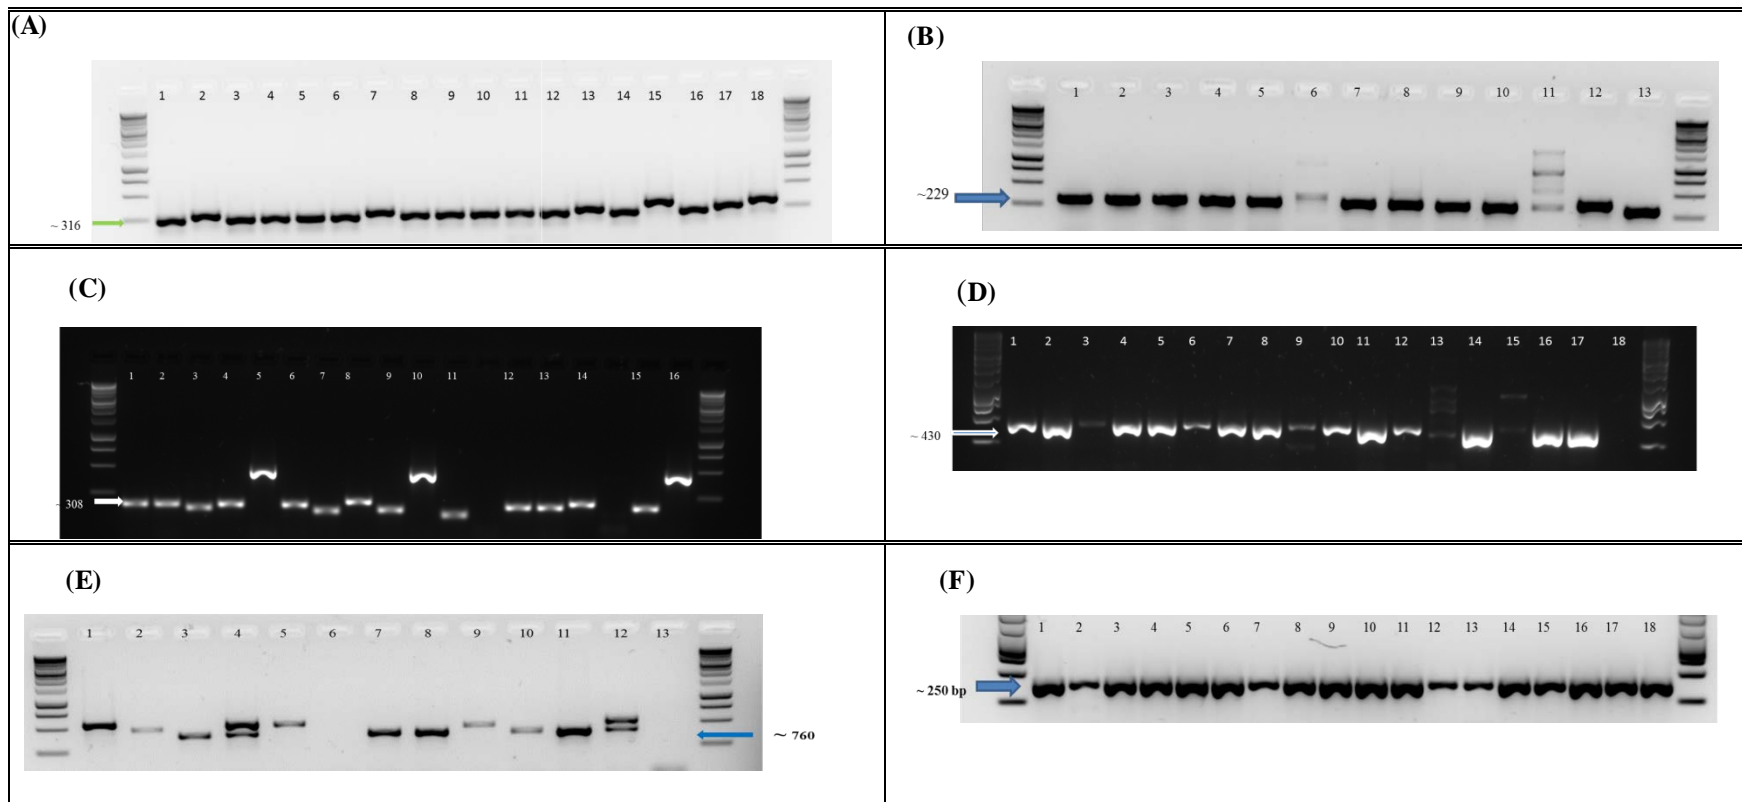 (A)
1 2 3 4 5 6 7 8 9 10 11 12 13 14 15 16 17 18
~ 316
(B)
1 2 3 4 5 6 7 8 9 10 11 12 13
~229
(C)
1 2 3 4 5 6 7 8 9 10 11 12 13 14 15 16
~ 308
(D)
1 2 3 4 5 6 7 8 9 10 11 12 13 14 15 16 17 18
~ 430
(E)
1 2 3 4 5 6 7 8 9 10 11 12 13
~ 760
(F)
1 2 3 4 5 6 7 8 9 10 11 12 13 14 15 16 17 18
~ 250 bp